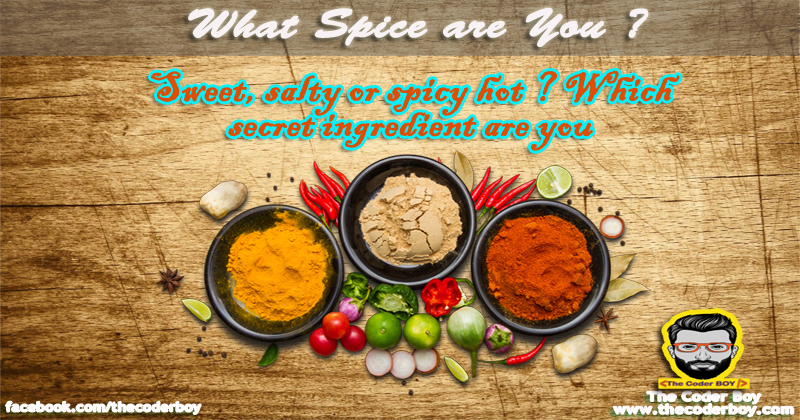 What Spice are You ?
Sweet, salty or spicy hot ? Which
secret ingredient are you
<The Coder BOY />
The Coder Boy
facebook.com/thecoderboy
www.thecoderboy.com